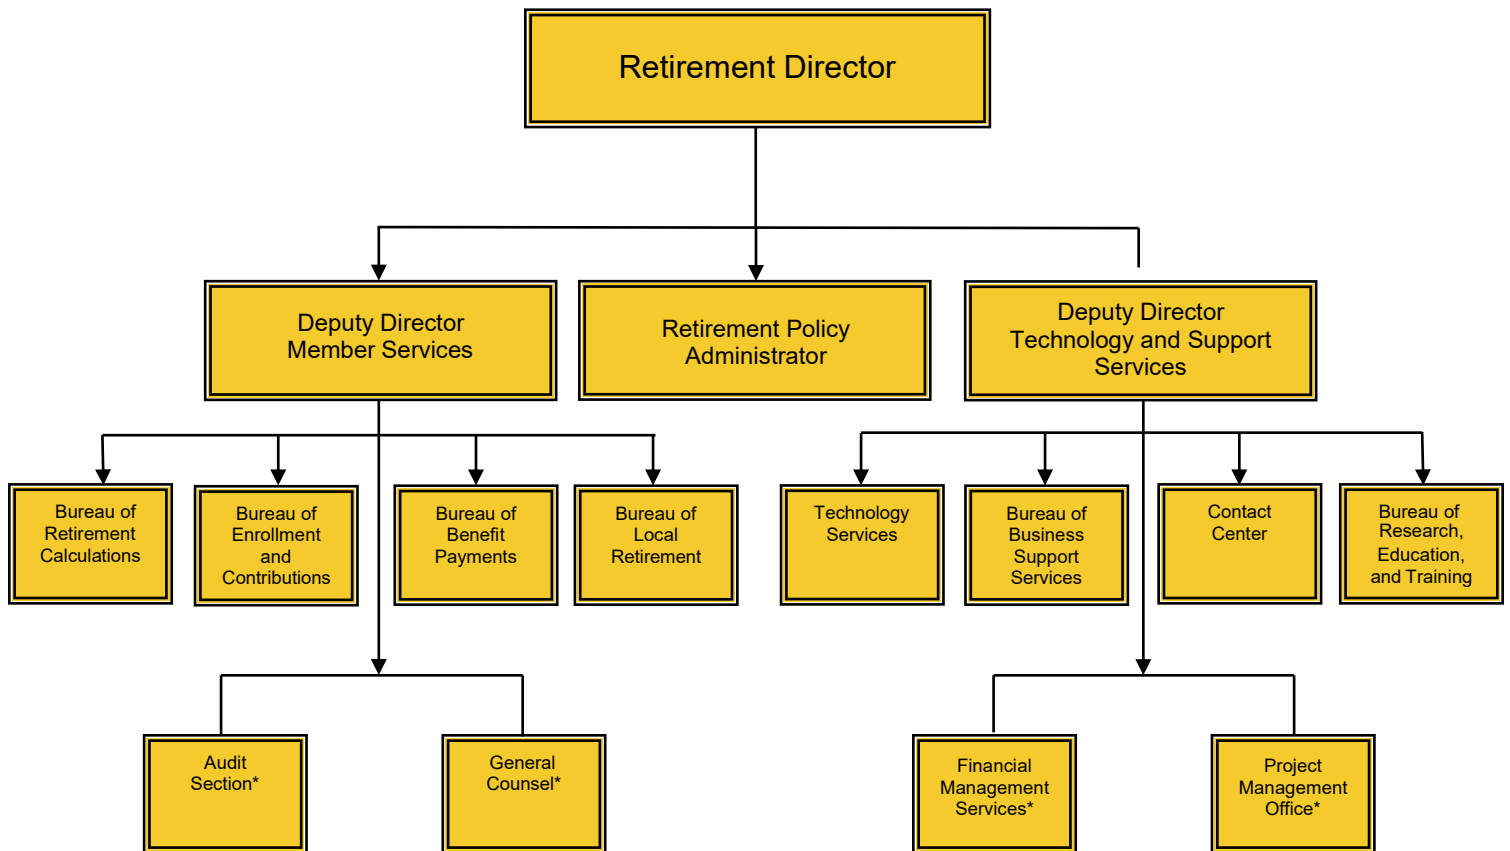 Retirement Director
Deputy Director
Member Services
Retirement Policy
Administrator
Deputy Director
Technology and Support
Services
Bureau of
Retirement
Calculations
Bureau of
Enrollment
and
Contributions
Bureau of
Benefit
Payments
Bureau of
Local
Retirement
Technology
Services
Bureau of
Business
Support
Services
Contact
Center
Bureau of
Research,
Education,
and Training
Audit
Section*
General
Counsel*
Financial
Management
Services*
Project
Management
Office*